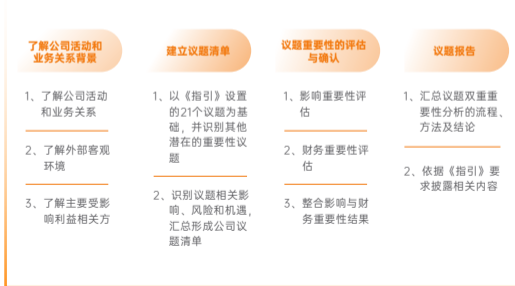 了解公司活动和
业务关系背景
1、了解公司活动
和业务关系
2、了解外部客观
环境
3、了解主要受影
响利益相关方
建立议题清单
1、以《指引》设置
的21个议题为基
础，并识别其他
潜在的重要性议
题
2、识别议题相关影
响、风险和机遇，
汇总形成公司议
题清单
议题重要性的评估
与确认
1、影响重要性评
估
2、财务重要性评
估
3、整合影响与财
务重要性结果
议题报告
1、汇总议题双重重
要性分析的流程、
方法及结论
2、依据《指引》要
求披露相关内容